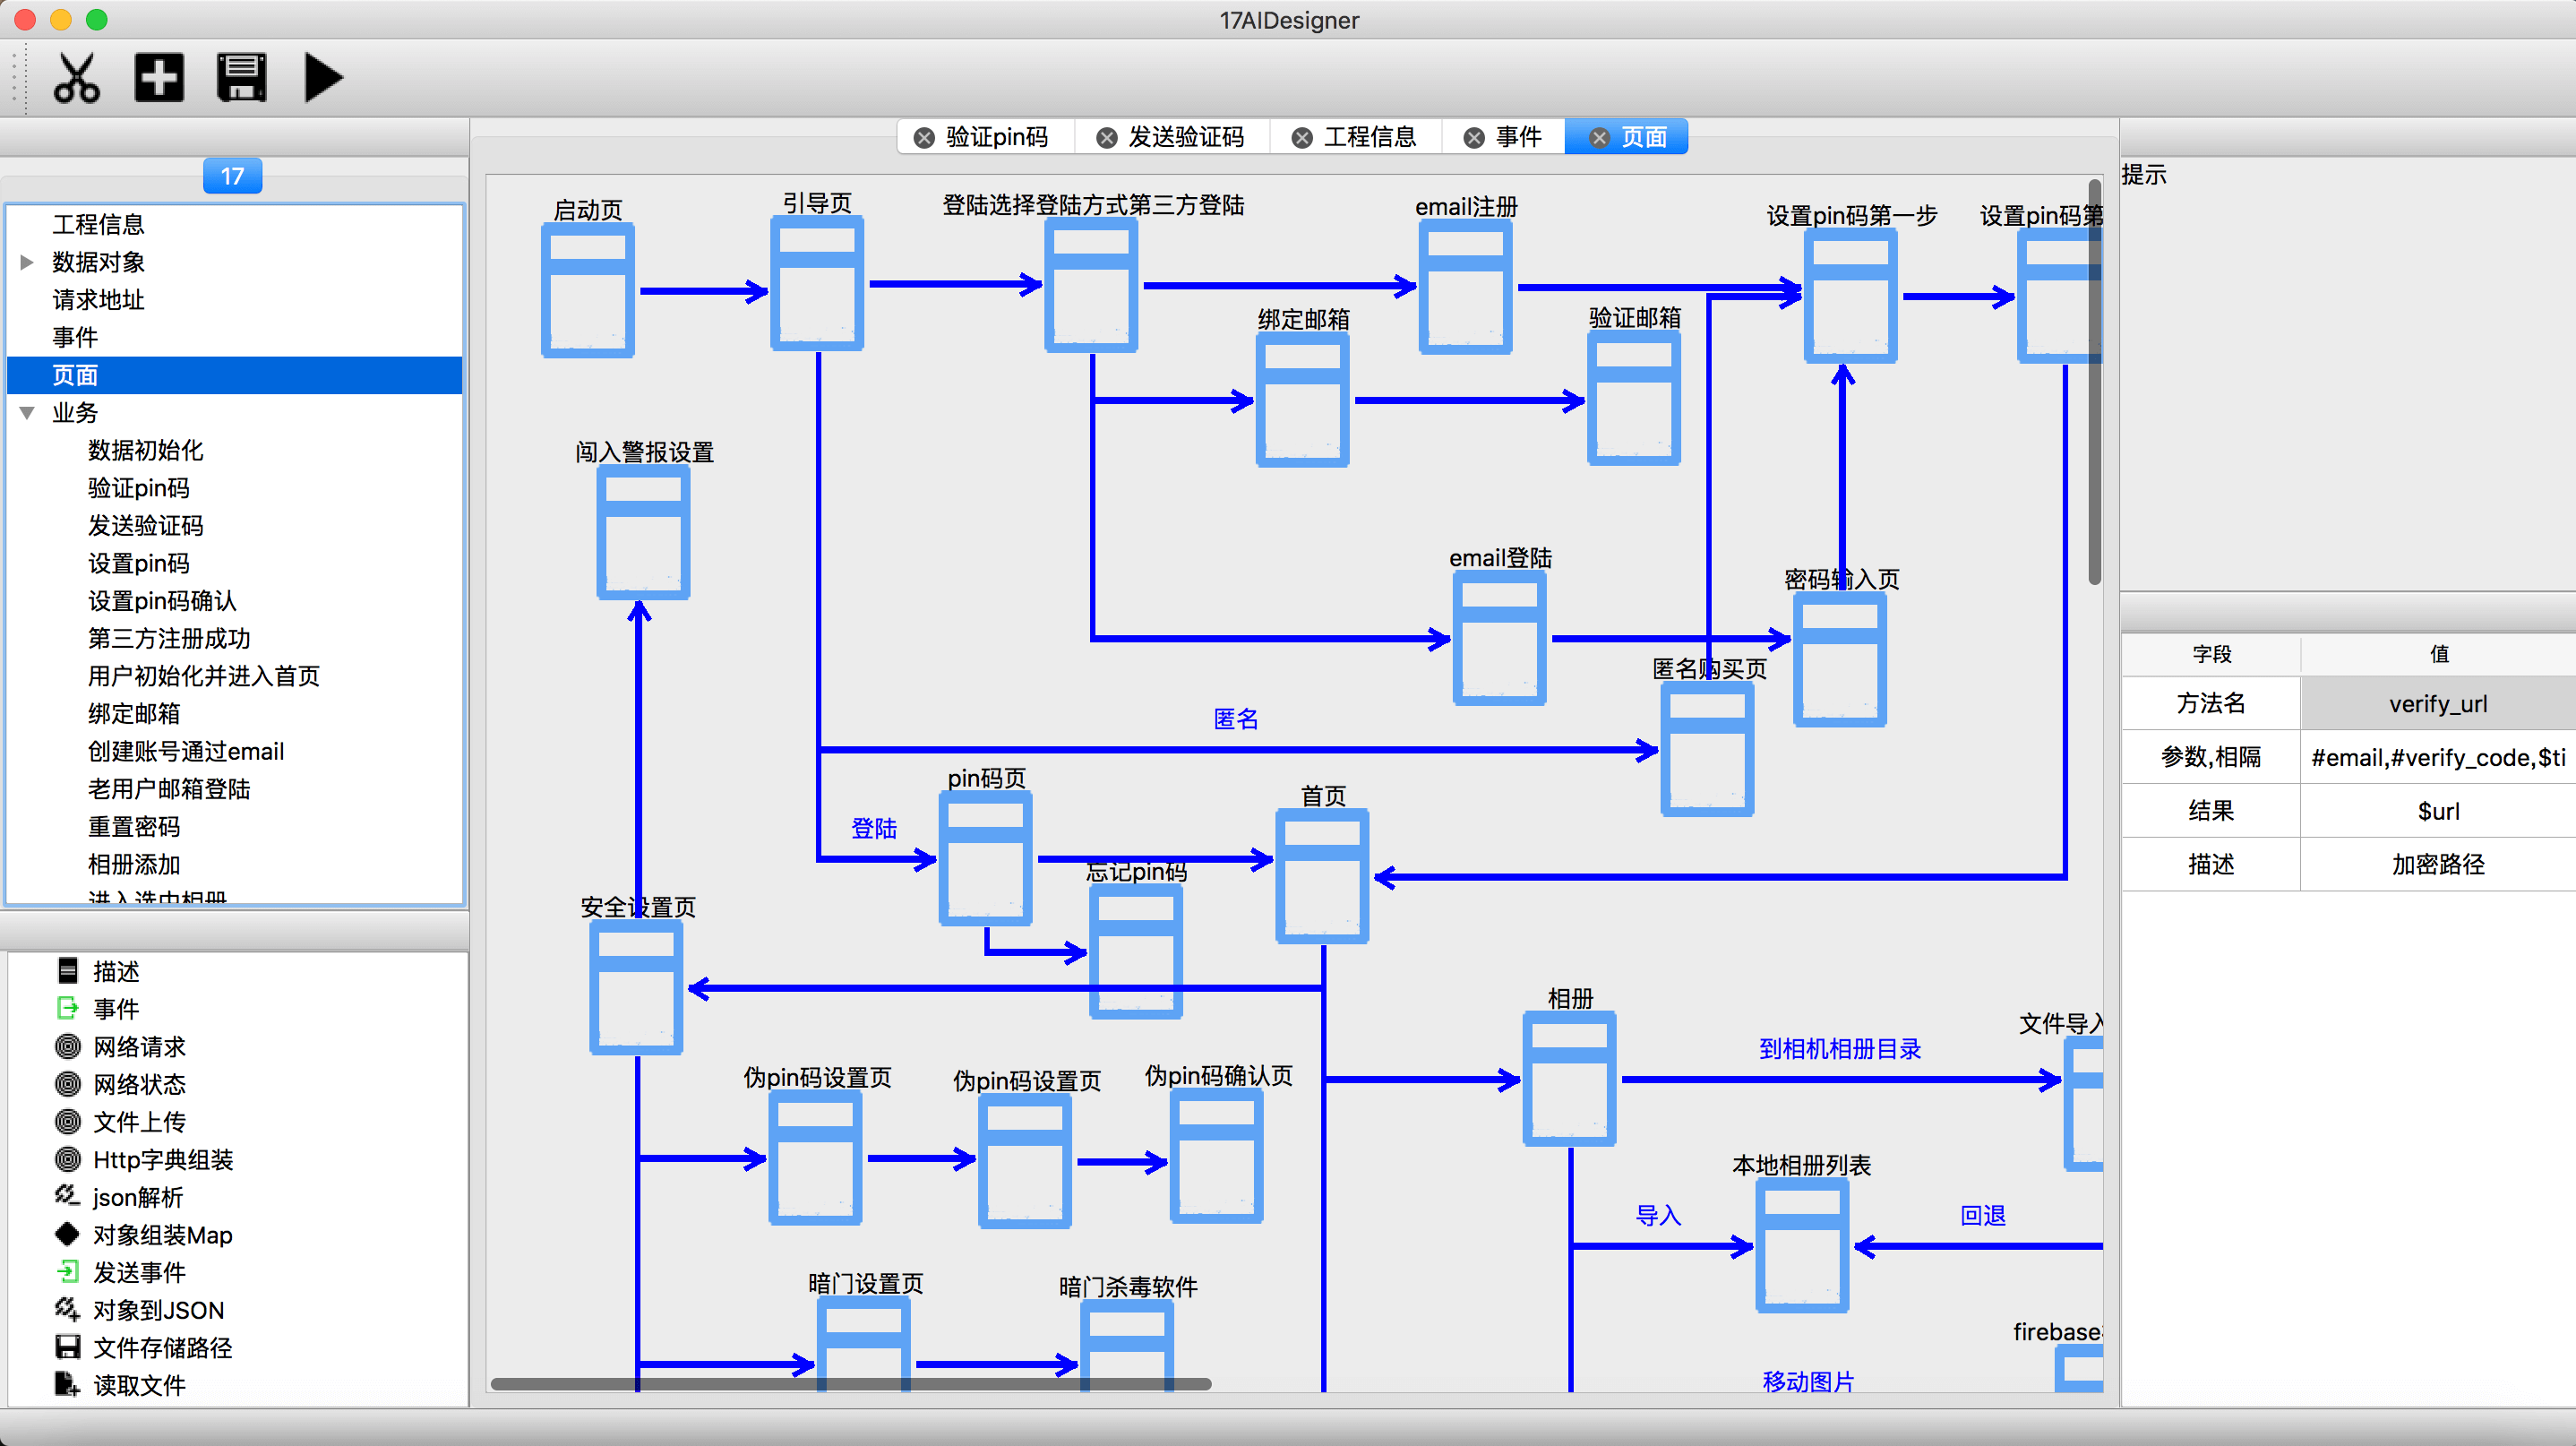 17AIDesigner
验证pin码
发送验证码
工程信息
事件
页面
17
工程信息
数据对象
请求地址
事件
页面
业务
数据初始化
验证pin码
发送验证码
设置pin码
设置pin码确认
第三方注册成功
用户初始化并进入首页
绑定邮箱
创建账号通过email
老用户邮箱登陆
重置密码
相册添加
进入选中相册
描述
事件
网络请求
网络状态
文件上传
Http字典组装
json解析
对象组装Map
发送事件
对象到JSON
文件存储路径
读取文件
启动页
引导页
登陆选择登陆方式第三方登陆
email注册
设置pin码第一步
设置pin码第
绑定邮箱
验证邮箱
闯入警报设置
email登陆
密码输入页
匿名购买页
匿名
pin码页
首页
登陆
忘记pin码
安全设置页
相册
文件导入
到相机相册目录
伪pin码设置页
伪pin码设置页
伪pin码确认页
本地相册列表
导入
回退
暗门设置页
暗门杀毒软件
firebase
移动图片
提示
字段
值
方法名
verify_url
参数,相隔
#email,#verify_code,$ti
结果
$url
描述
加密路径